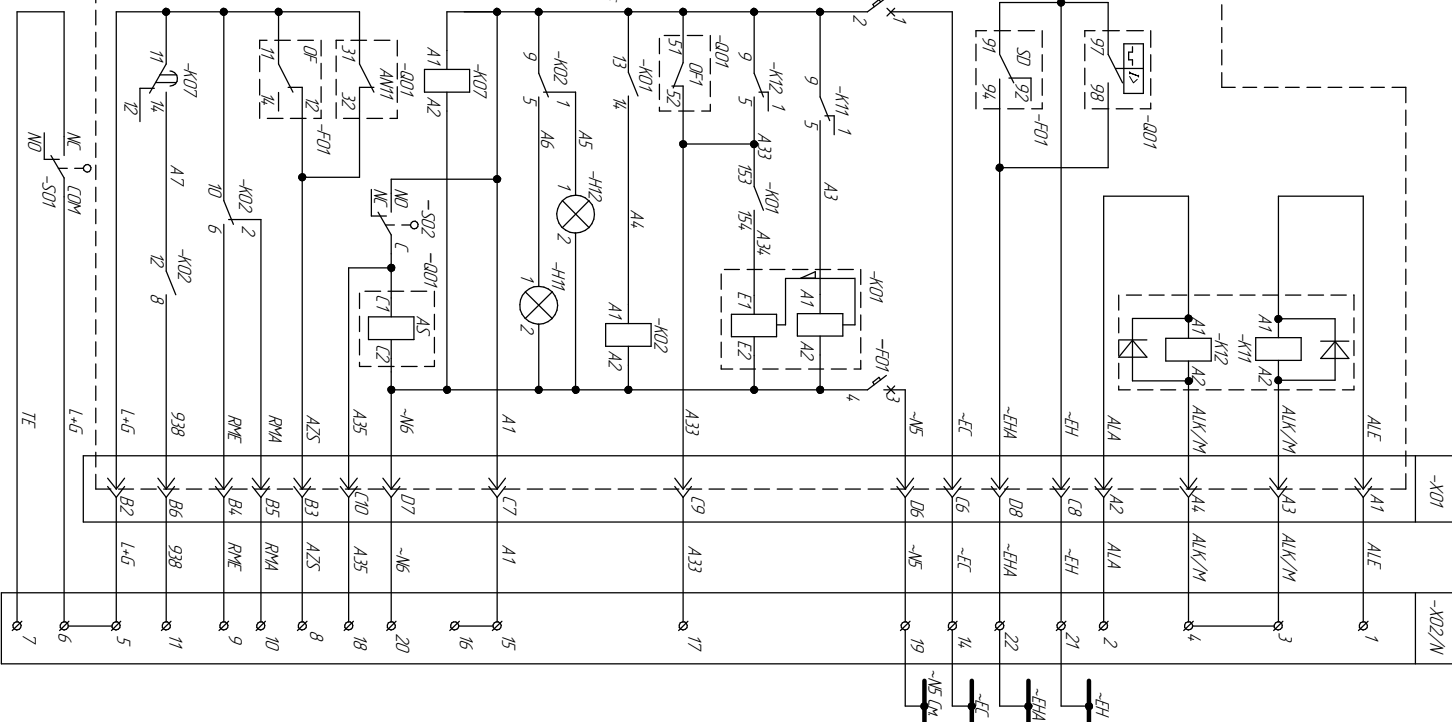 -X01
-X02/N
2
1
91
SD
92
94
-F01
97
98
-Q01
11
-K07
14
12
OF
11
12
14
-F01
31
ANM1
32
-Q01
A1
-K07
A2
9
-K02
1
5
A5
A6
-H12
1
2
-H11
1
2
13
-K01
14
A4
A1
-K02
A2
51
OF1
52
-Q01
9
-K12
1
5
A33
153
-K01
154
A34
E1
E2
9
-K11
1
5
A3
A1
A2
-K01
-F01
3
4
NC
NO
COM
-S01
A7
12
-K02
8
10
-K02
2
6
NO
NC
C
-S02
-Q01
C1
AS
C2
A1
-K12
A2
A1
-K11
A2
TE
L+G
L+G
938
RME
RMA
AZS
A35
~N6
A1
A33
~N5
~EC
~EHA
~EH
ALA
ALK/M
ALK/M
ALE
B2
B6
B4
B5
B3
C10
D7
C7
C9
D6
C6
D8
C8
A2
A4
A3
A1
L+G
938
RME
RMA
AZS
A35
~N6
A1
A33
~N5
~EC
~EHA
~EH
ALA
ALK/M
ALK/M
ALE
7
6
5
11
9
10
8
18
20
16
15
17
19
14
22
21
2
4
3
1
~EC
~EHA
~EH